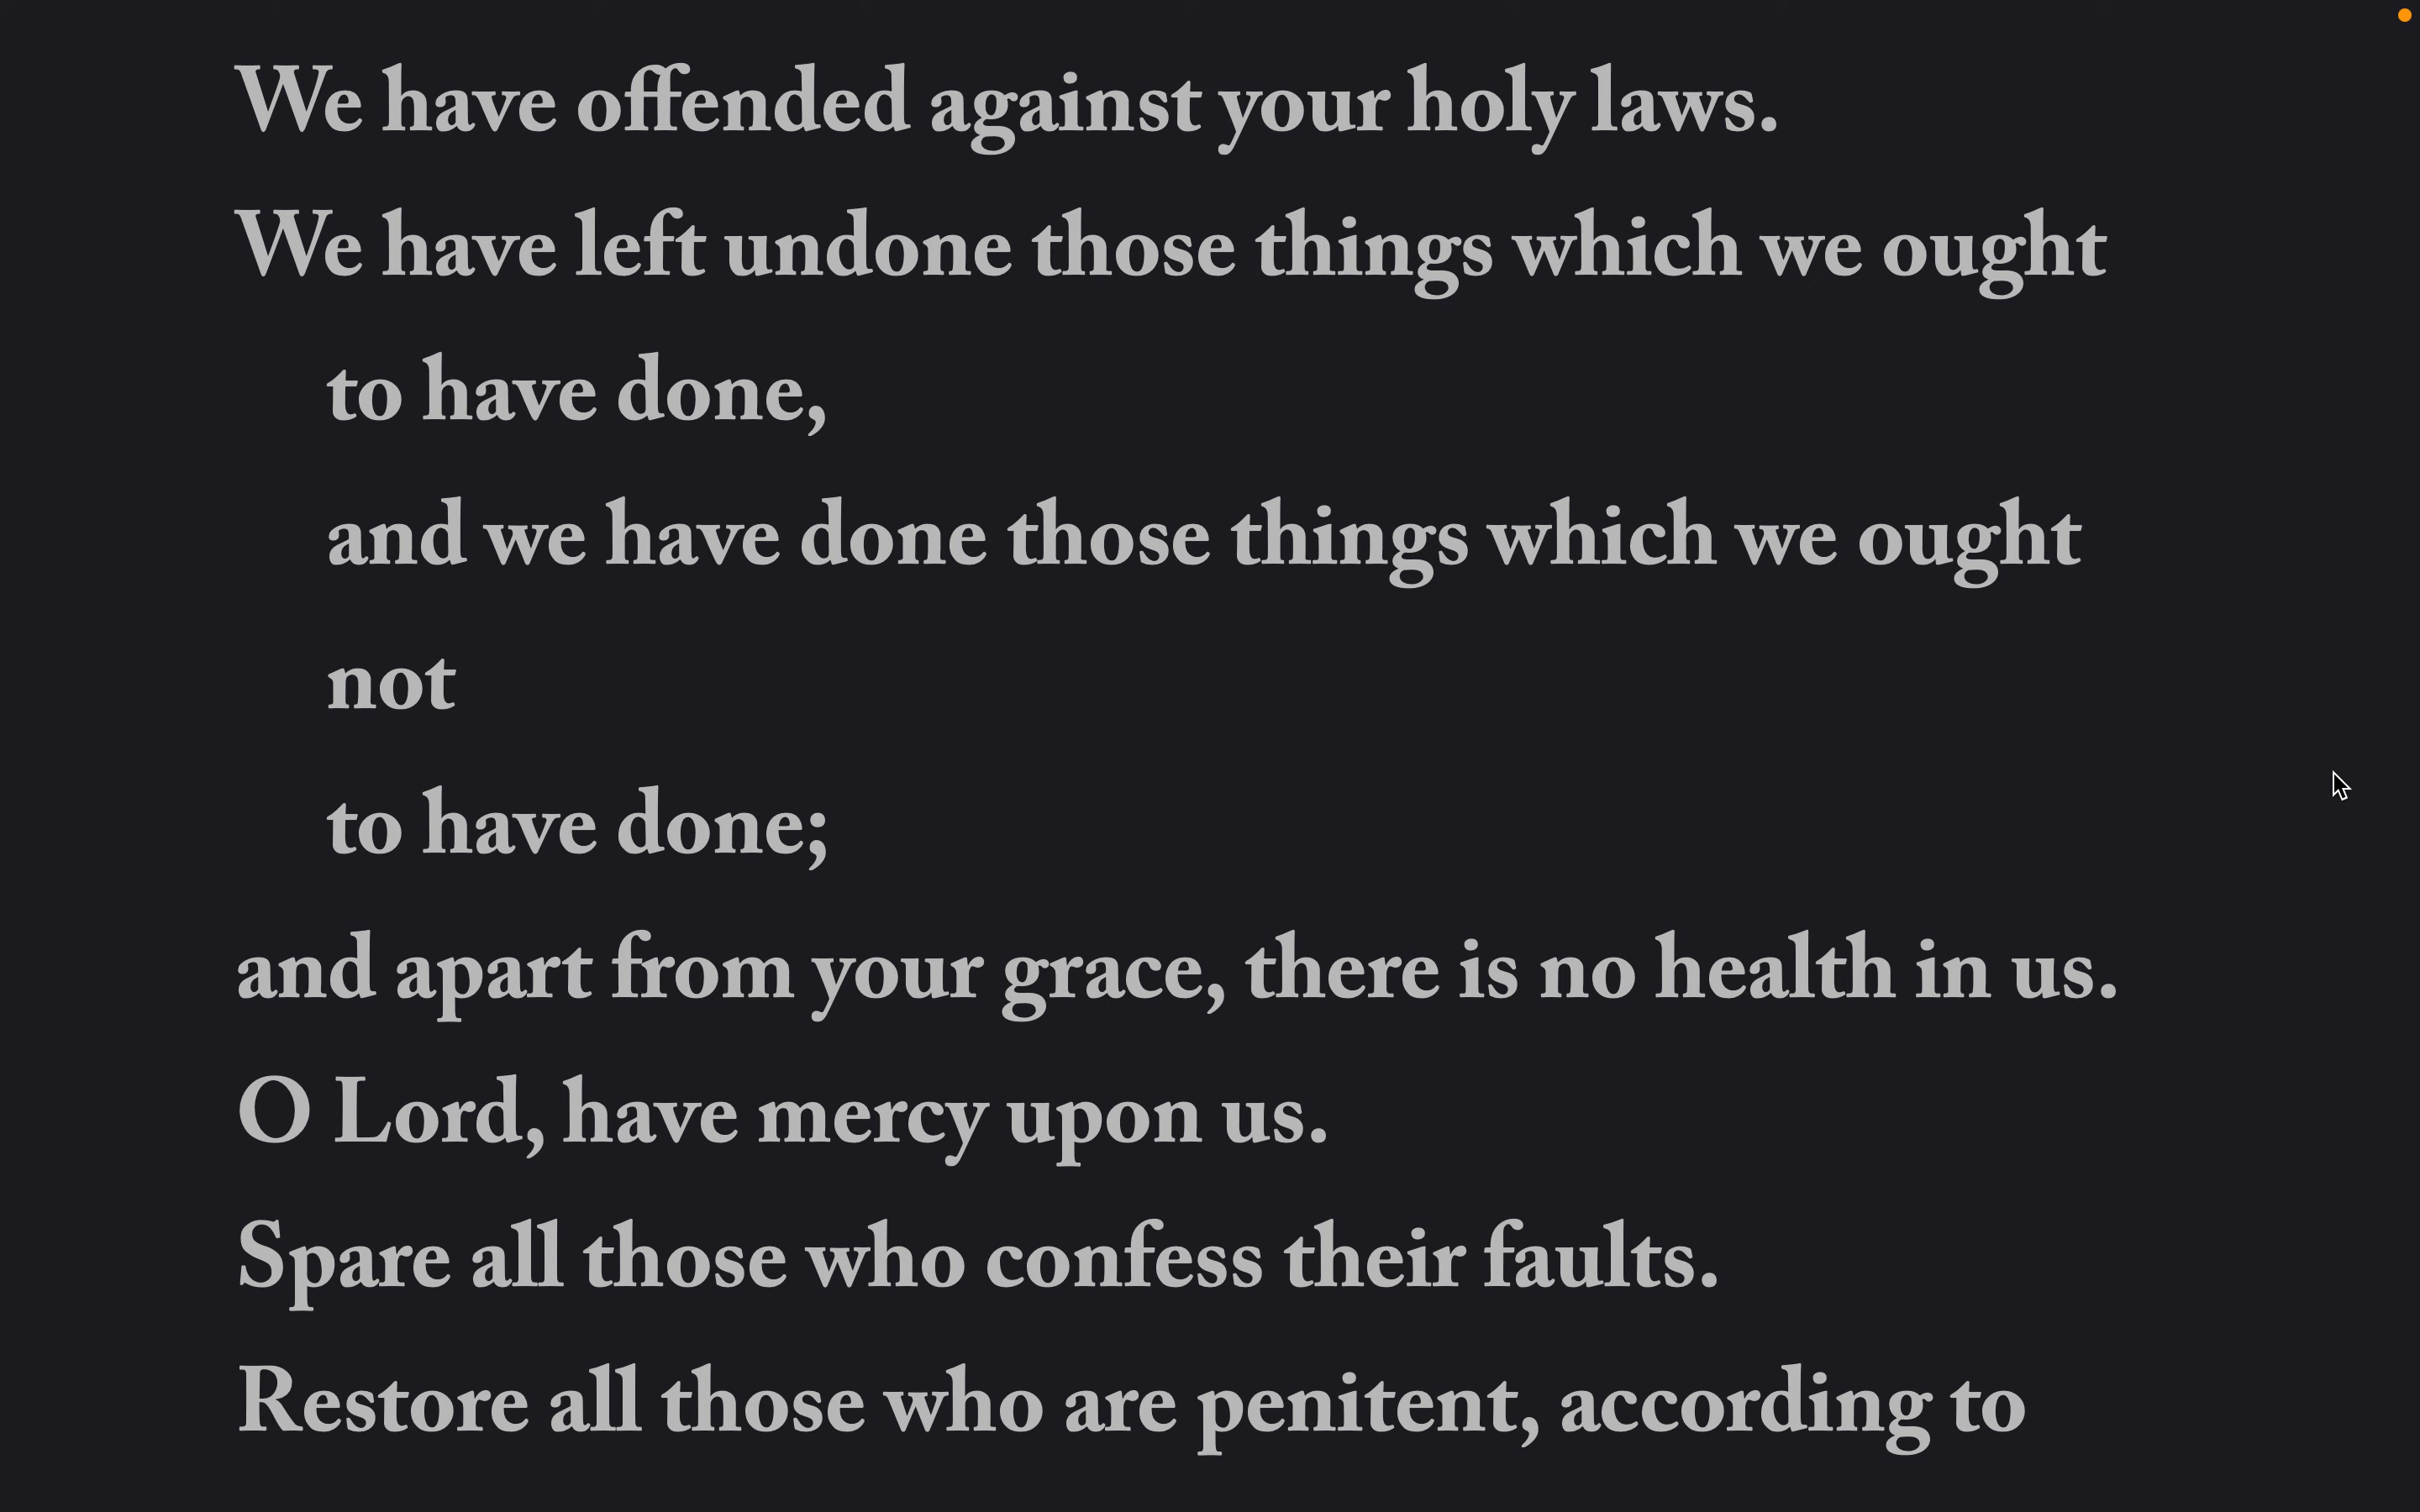 We have offended against your holy laws.
We have left undone those things which we ought
to have done,
and we have done those things which we ought
not
to have done;
and apart from your grace, there is no health in us.
O Lord, have mercy upon us.
Spare all those who confess their faults.
Restore all those who are penitent, according to